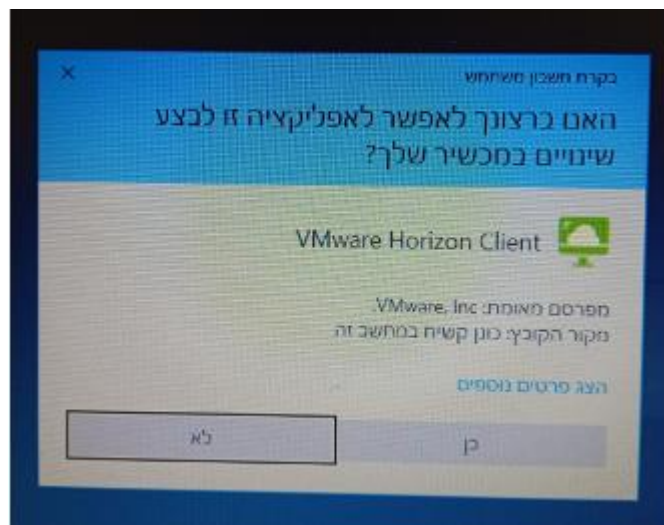 בקרת חשבון משתמש
האם ברצונך לאפשר לאפליקציה זו לבצע
שינויים במכשיר שלך?
VMware Horizon Client
מפרסם מאומת: VMware, Inc.
מקור הקובץ: כונן קשיח במחשב זה
הצג פרטים נוספים
כן
לא